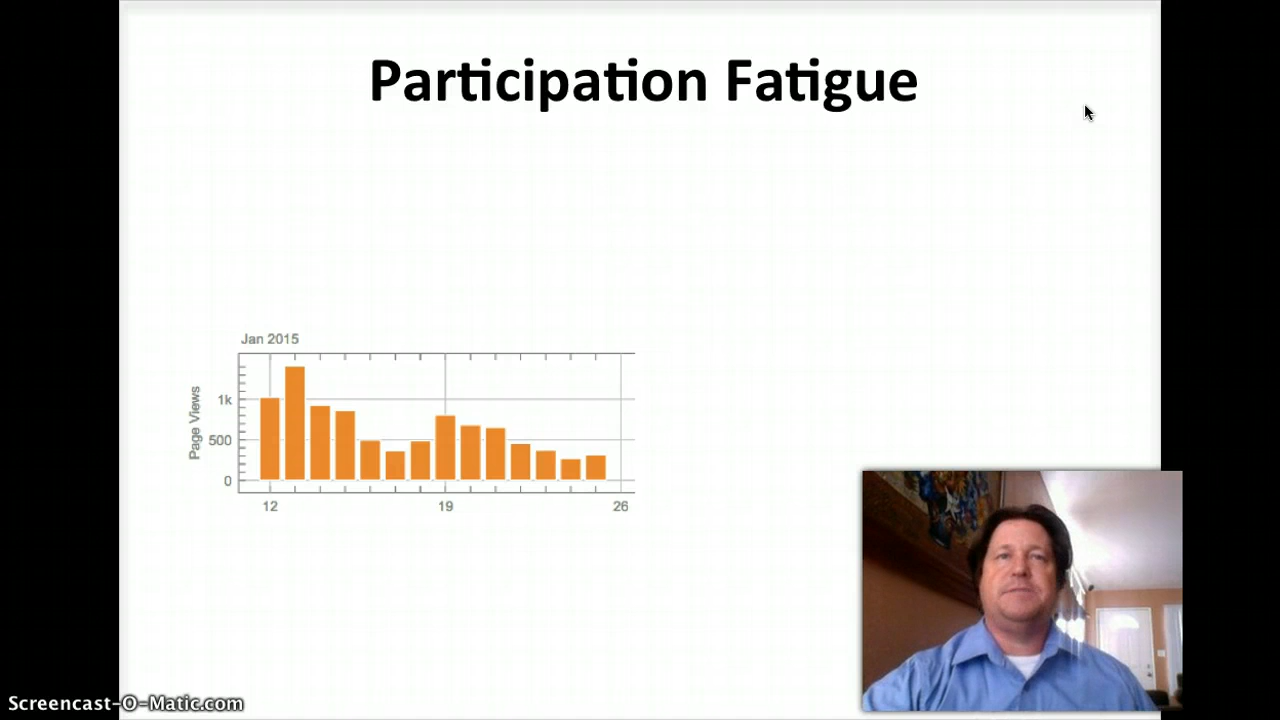 Participation Fatigue
Jan 2015
Page Views
1k
500
0
12 19 26
Screencast-O-Matic.com